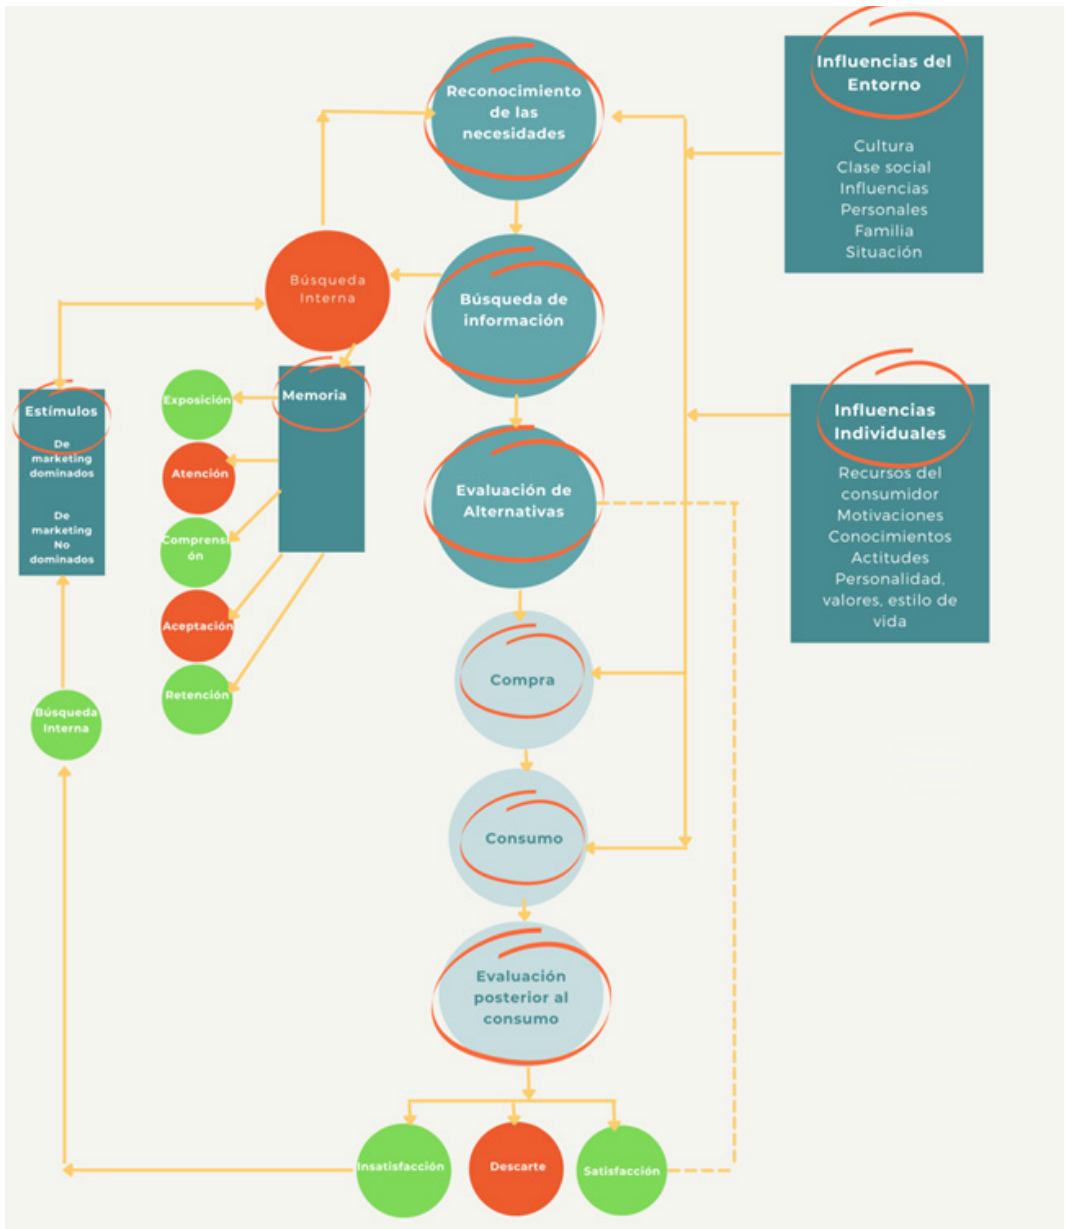 Reconocimiento
de las
necesidades
Influencias del
Entorno
Cultura
Clase social
Influencias
Personales
Familia
Situación
Búsqueda
Interna
Búsqueda de
información
Estímulos
De
marketing
dominados
De
marketing
No
dominados
Memoria
Exposición
Atención
Comprensi
ón
Aceptación
Retención
Búsqueda
Interna
Evaluación de
Alternativas
Influencias
Individuales
Recursos del
consumidor
Motivaciones
Conocimientos
Actitudes
Personalidad,
valores, estilo de
vida
Compra
Consumo
Evaluación
posterior al
consumo
Insatisfacción
Descarte
Satisfacción